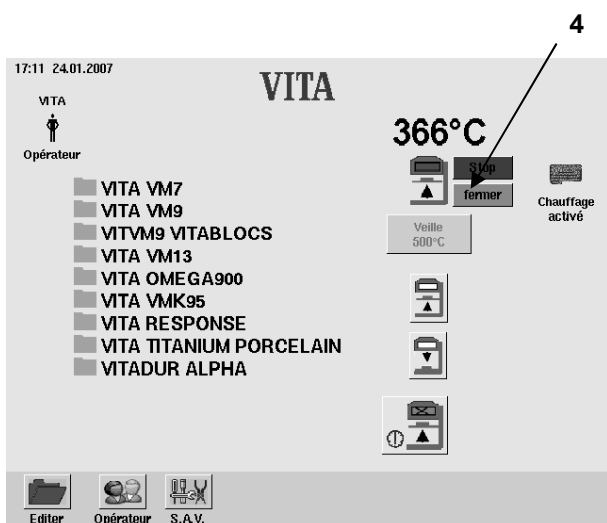 4
17:11 24.01.2007
VITA
VITA
Opérateur
366°C
Stop
fermer
Chauffage
activé
Veille
500°C
VITA VM7
VITA VM9
VITVM9 VITABLOCS
VITA VM13
VITA OMEGA900
VITA VMK95
VITA RESPONSE
VITA TITANIUM PORCELAIN
VITADUR ALPHA
Editer
Opérateur
S.A.V.